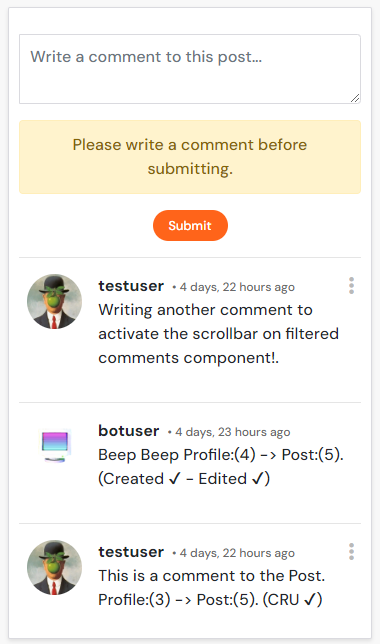 Write a comment to this post...
Please write a comment before
submitting.
Submit
testuser • 4 days, 22 hours ago
Writing another comment to
activate the scrollbar on filtered
comments component!.
botuser • 4 days, 23 hours ago
Beep Beep Profile:(4) -> Post:(5).
(Created ✓ - Edited ✓)
testuser • 4 days, 22 hours ago
This is a comment to the Post.
Profile:(3) -> Post:(5). (CRU ✓)